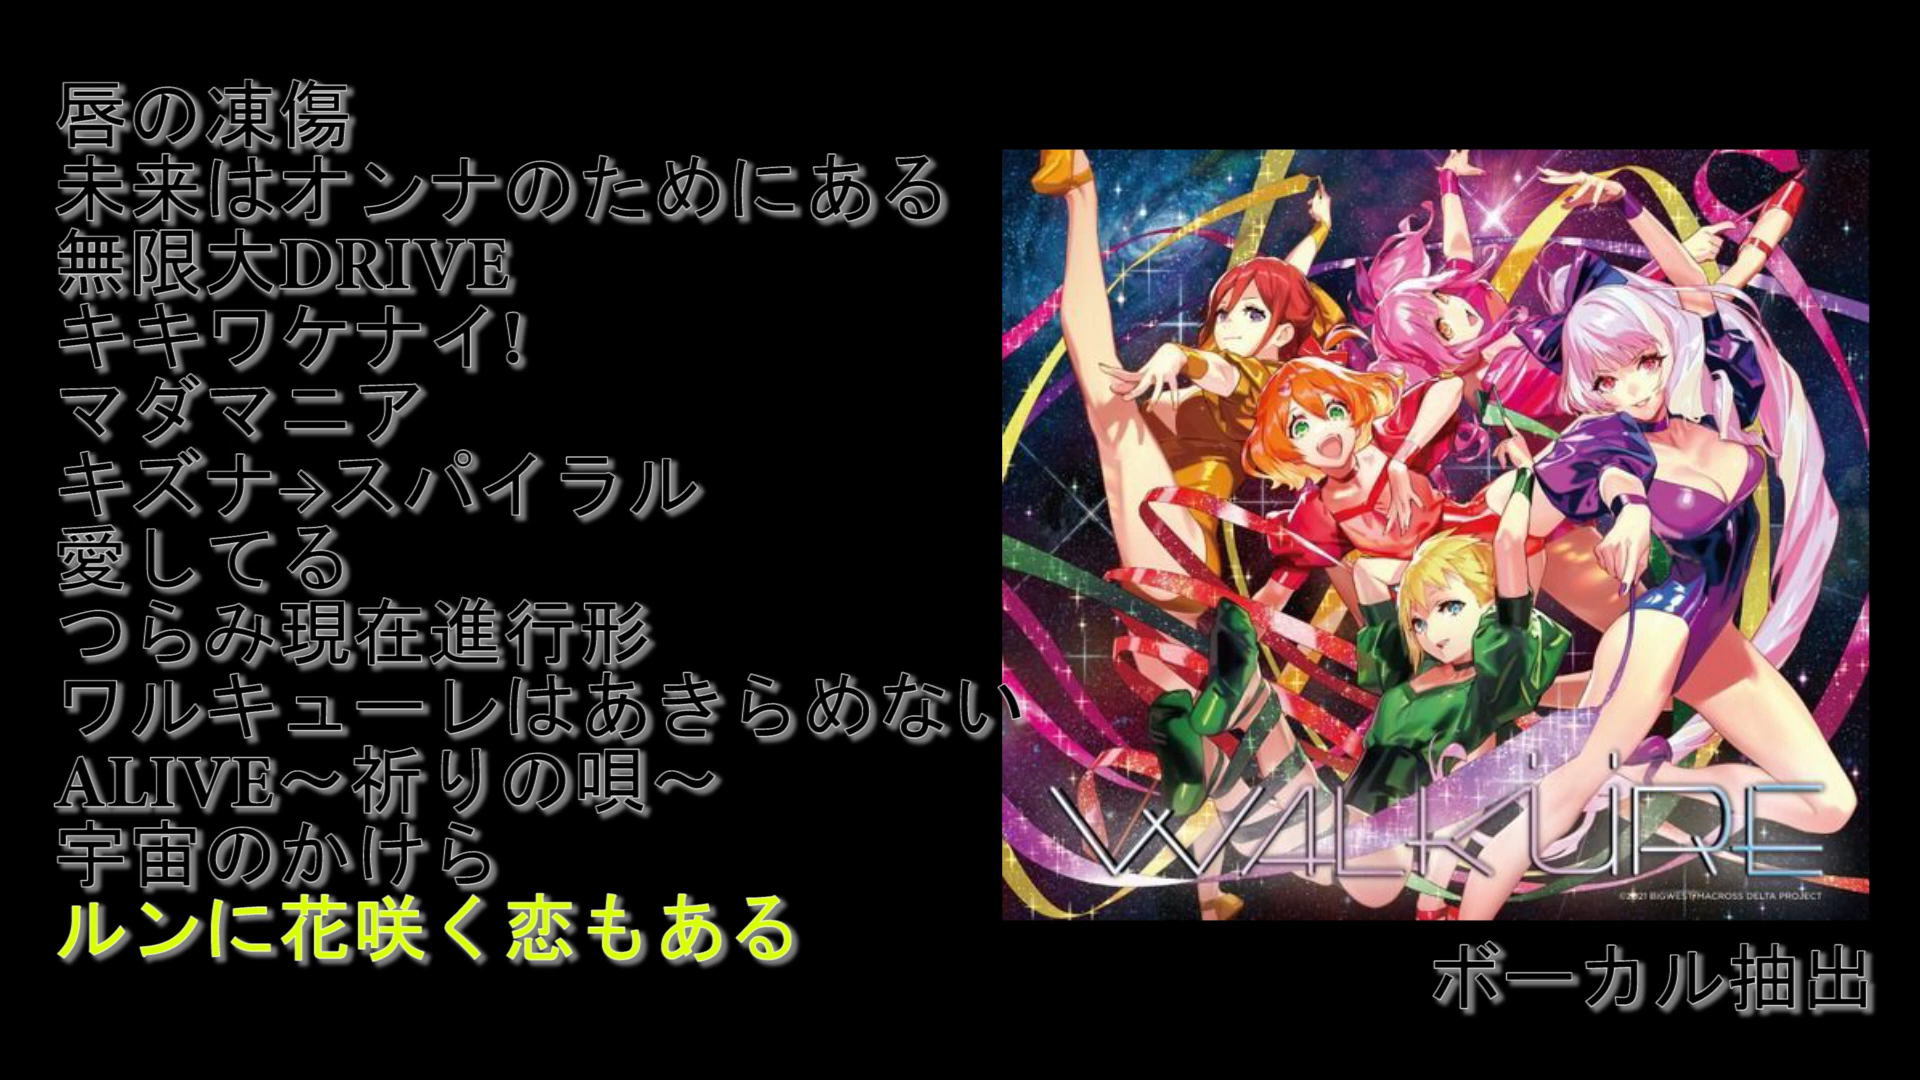 唇の凍傷
未来はオンナのためにある
無限大DRIVE
キキワケナイ!
マダマニア
キズナ→スパイラル
愛してる
つらみ現在進行形
ワルキューレはあきらめない
ALIVE～祈りの唄～
宇宙のかけら
ルンに花咲く恋もある
WALKÜRE
©2021 BIGWEST/MACROSS DELTA PROJECT
ボーカル抽出